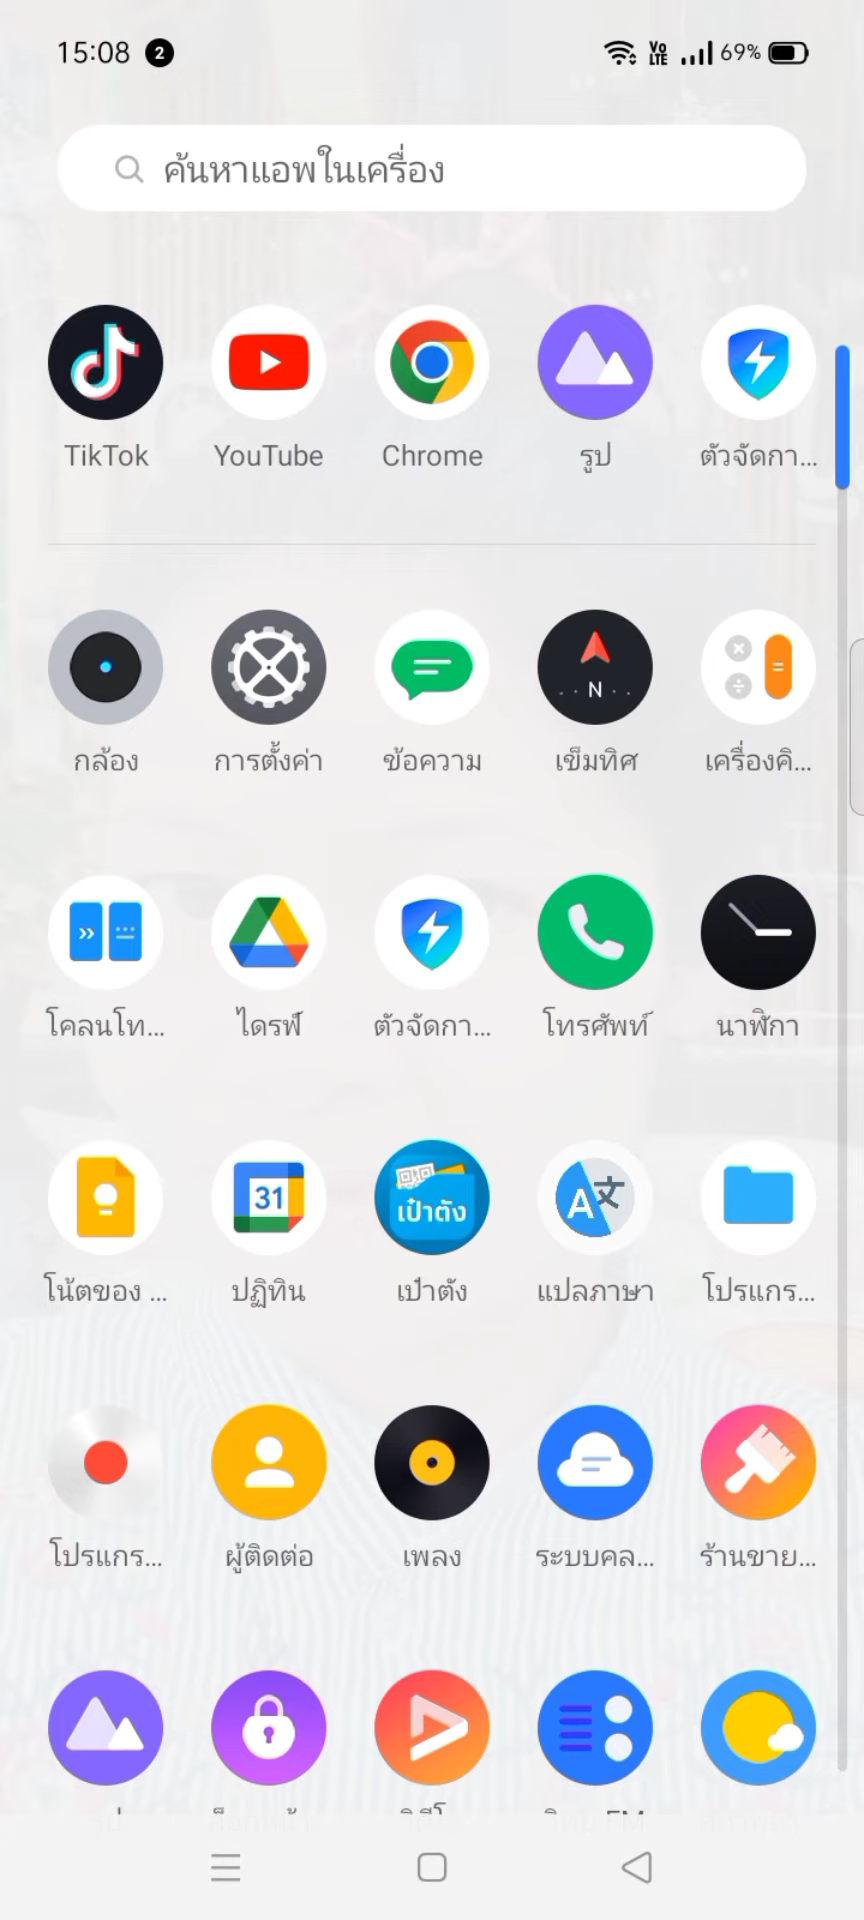 15:08 2 Vo LTE 69%
ค้นหาแอพในเครื่อง
TikTok YouTube Chrome รูป ตัวจัดกา...
N
กล้อง การตั้งค่า ข้อความ เข็มทิศ เครื่องคิ...
โคลนโท... ไดรฟ์ ตัวจัดกา... โทรศัพท์ นาฬิกา
31 เป๋าตัง A 文
โน้ตของ ... ปฏิทิน เป๋าตัง แปลภาษา โปรแกร...
โปรแกร... ผู้ติดต่อ เพลง ระบบคล... ร้านขาย...
FM